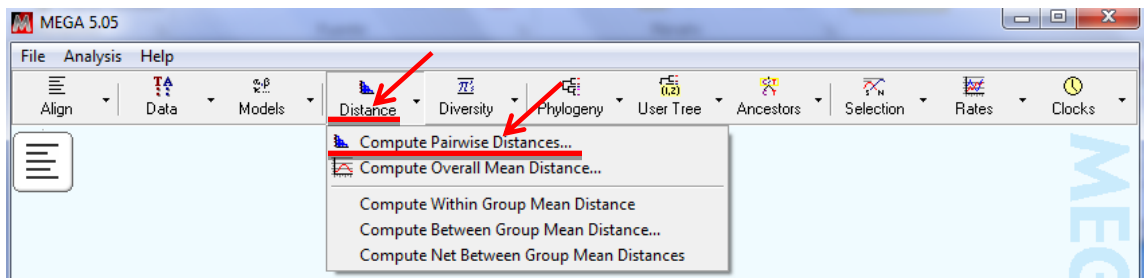 MEGA 5.05
File Analysis Help
Align Data Models Distance Diversity Phylogeny User Tree Ancestors Selection Rates Clocks
Compute Pairwise Distances...
Compute Overall Mean Distance...
Compute Within Group Mean Distance
Compute Between Group Mean Distance...
Compute Net Between Group Mean Distances
MEG